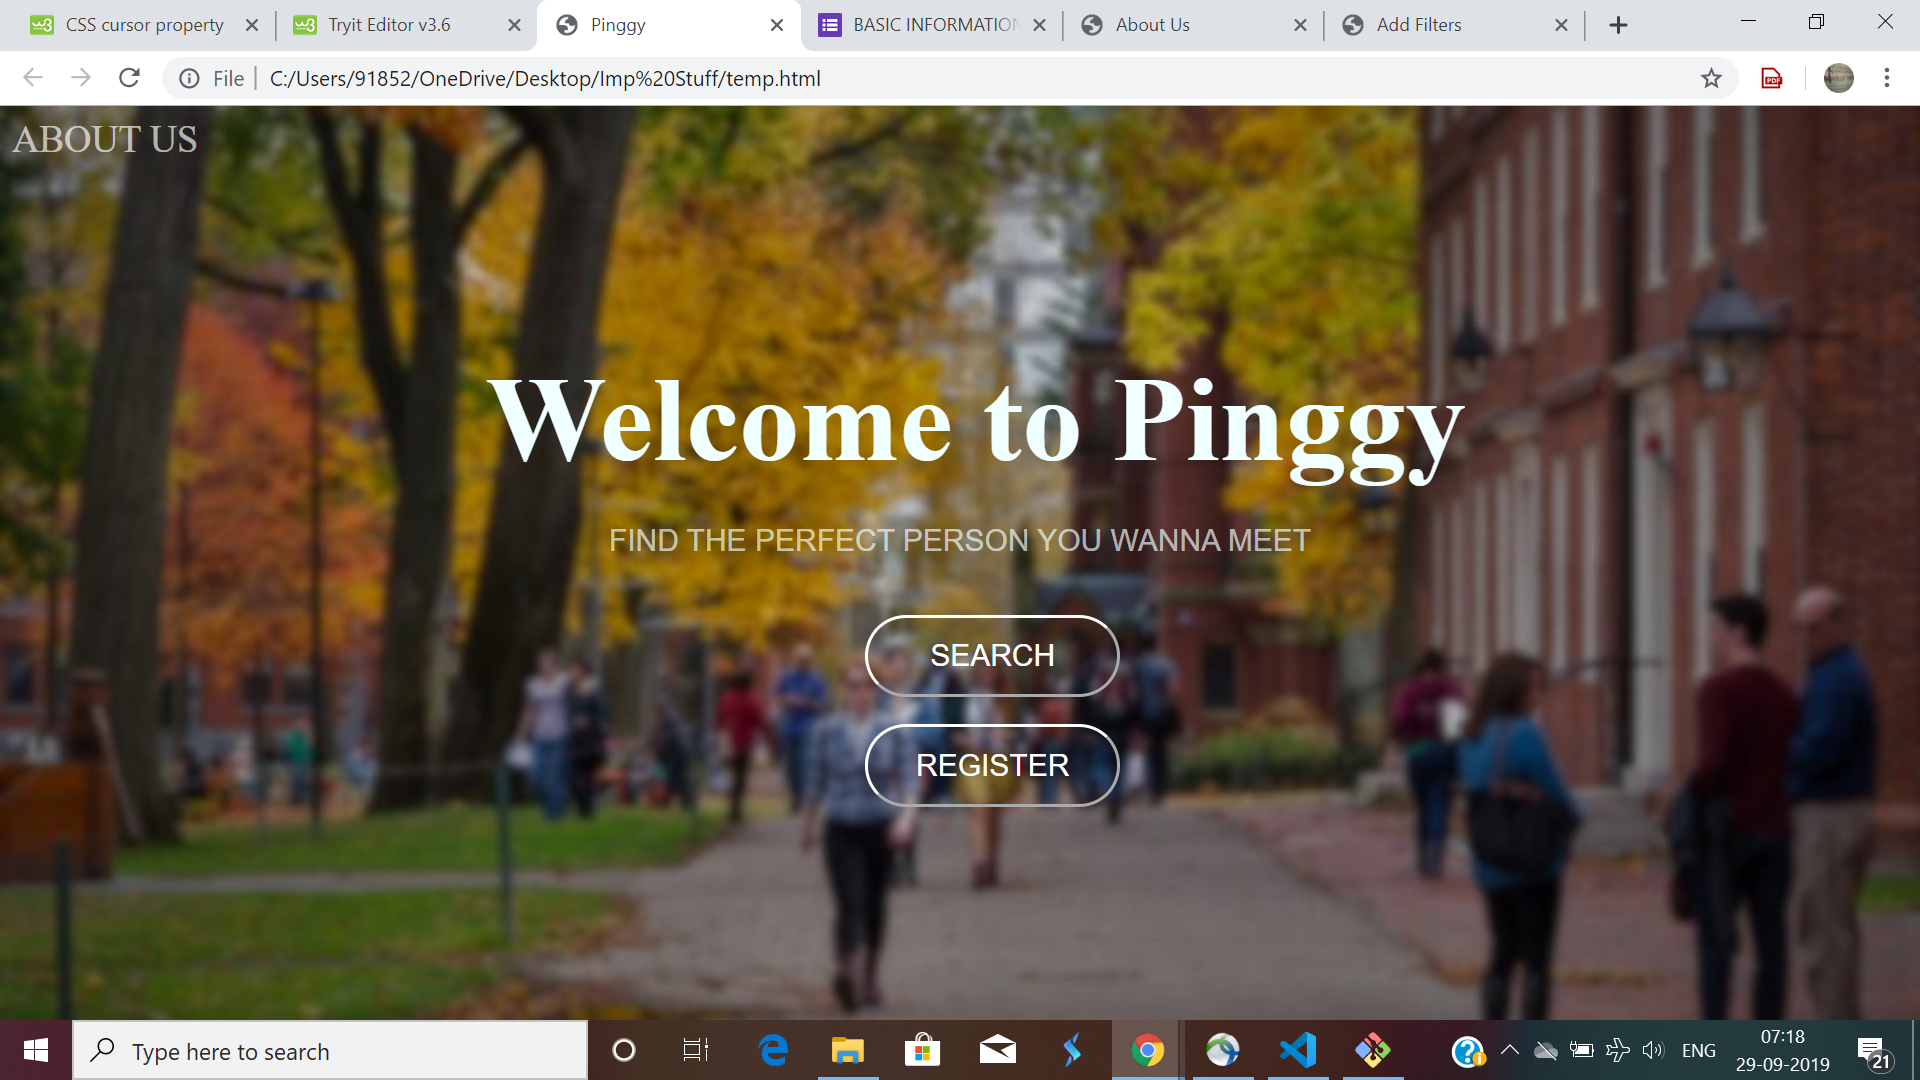 CSS cursor property
Tryit Editor v3.6
Pinggy
BASIC INFORMATION
About Us
Add Filters
File
C:/Users/91852/OneDrive/Desktop/Imp%20Stuff/temp.html
ABOUT US
Welcome to Pinggy
FIND THE PERFECT PERSON YOU WANNA MEET
SEARCH
REGISTER
Type here to search
ENG
07:18
29-09-2019
21